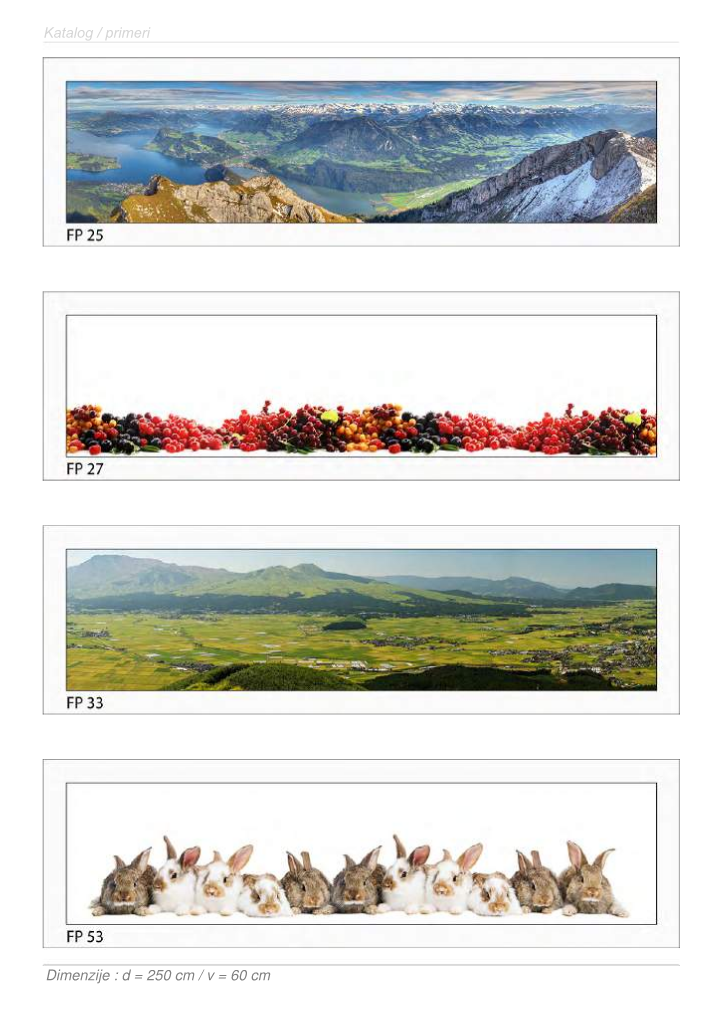 Katalog / primeri
FP 25
FP 27
FP 33
FP 53
Dimenzije : d = 250 cm / v = 60 cm